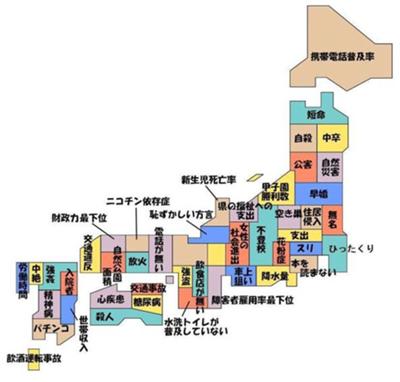 携帯電話普及率
短命
自殺
中卒
公害
自然
災害
早婚
新生児死亡率
県の福祉への
支出
甲子園
勝利数
ニコチン依存症
恥ずかしい方言
財政力最下位
空き巣
住居
侵入
無名
女性の
社会進出
不登校
支出
花粉症
スリ
ひったくり
本を
読まない
交通違反
自然公園
面積
放火
電話が無い
強盗
飲食店が無い
車上
狙い
降水量
障害者雇用率最下位
労働時間
中絶
強高
入院者
精神病
心疾患
交通事故
糖尿病
殺人
水洗トイレが
普及していない
パチンコ
世帯収入
飲酒運転事故